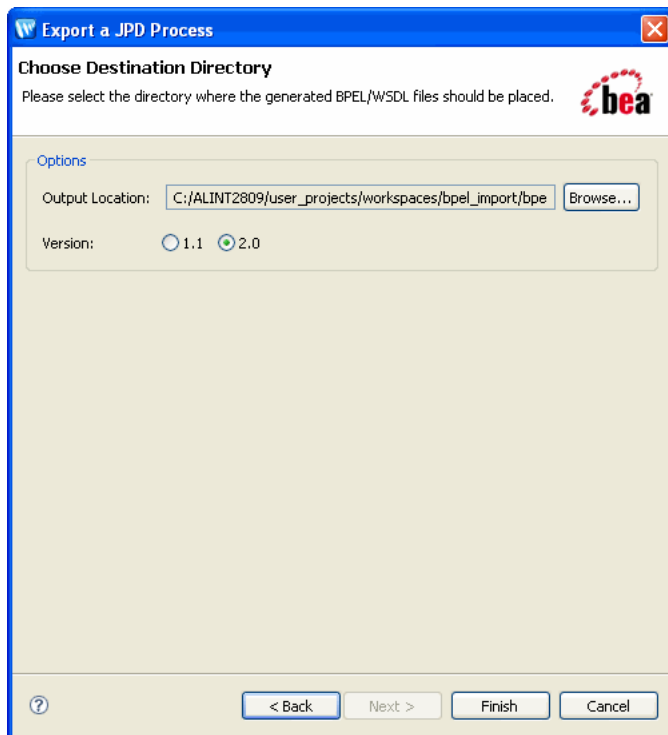 Export a JPD Process
Choose Destination Directory
Please select the directory where the generated BPEL/WSDL files should be placed.
bea
Options
Output Location: C:/ALINT2809/user_projects/workspaces/bpel_import/bpe Browse...
Version: 1.1 2.0
? < Back Next > Finish Cancel